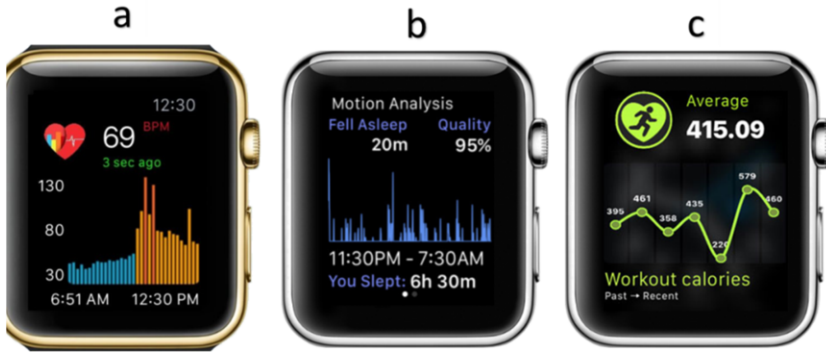 a
b
c
12:30
69 BPM
3 sec ago
130
80
30
6:51 AM 12:30 PM
Motion Analysis
Fell Asleep Quality
20m 95%
11:30PM - 7:30AM
You Slept: 6h 30m
Average
415.09
395 461 358 435 226 579 460
Workout calories
Past → Recent